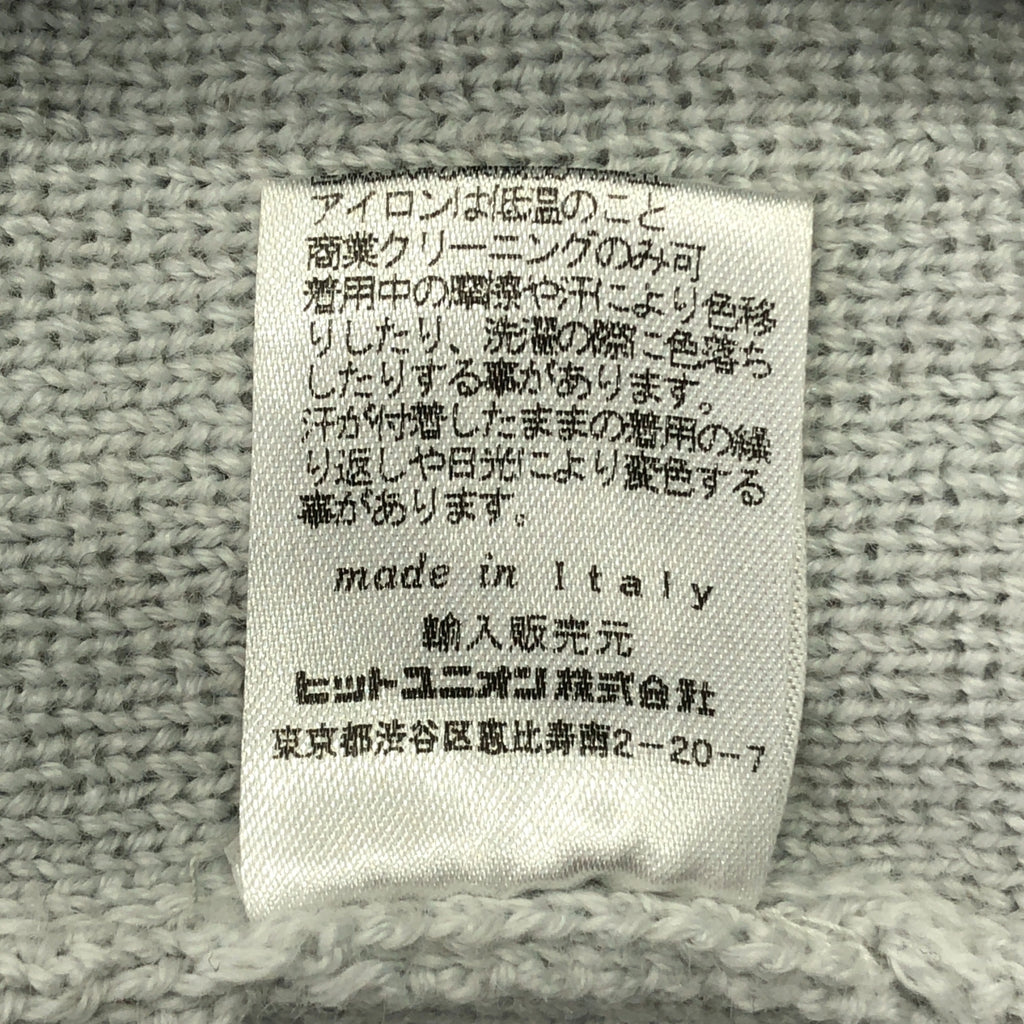 アイロンは低温のこと
商業クリーニングのみ可
着用中の摩擦や汗により色移
りしたり、洗濯の際に色落ち
したりする事があります。
汗が付着したままの着用の繰
り返しや日光により変色する
事があります。
made in Italy
輸入販売元
ヒットユニオン株式会社
東京都渋谷区恵比寿南2-20-7